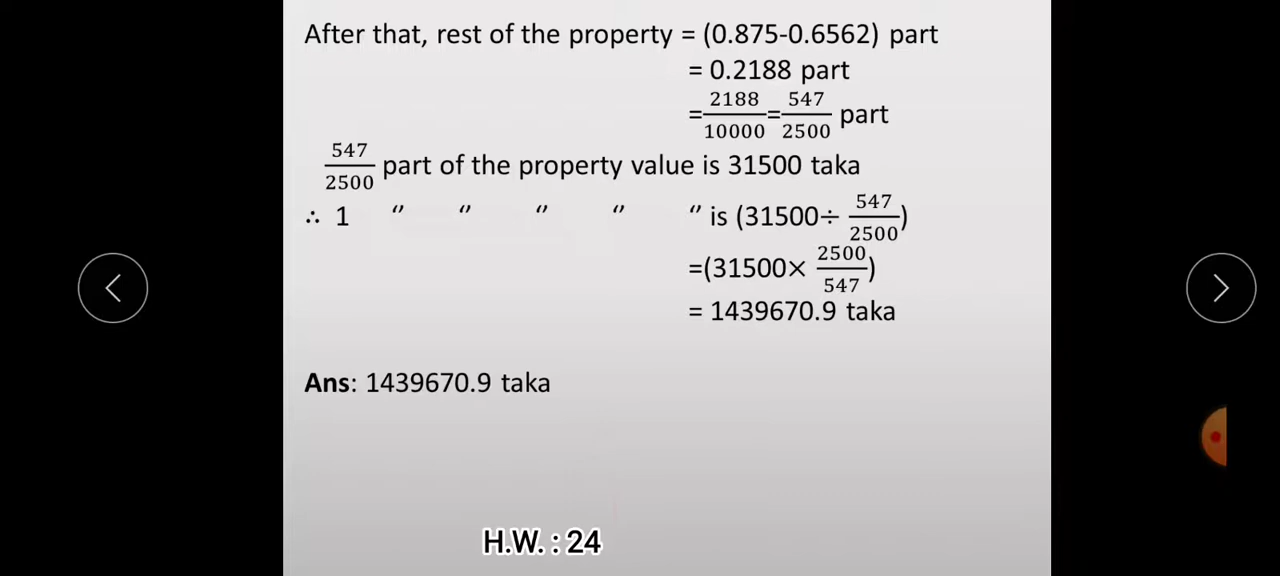 After that, rest of the property = (0.875-0.6562) part
= 0.2188 part
= 2188/10000 = 547/2500 part
547/2500 part of the property value is 31500 taka
∴ 1 ″ ″ ″ ″ ″ is (31500÷ 547/2500)
=(31500× 2500/547)
= 1439670.9 taka
Ans: 1439670.9 taka
H.W. : 24